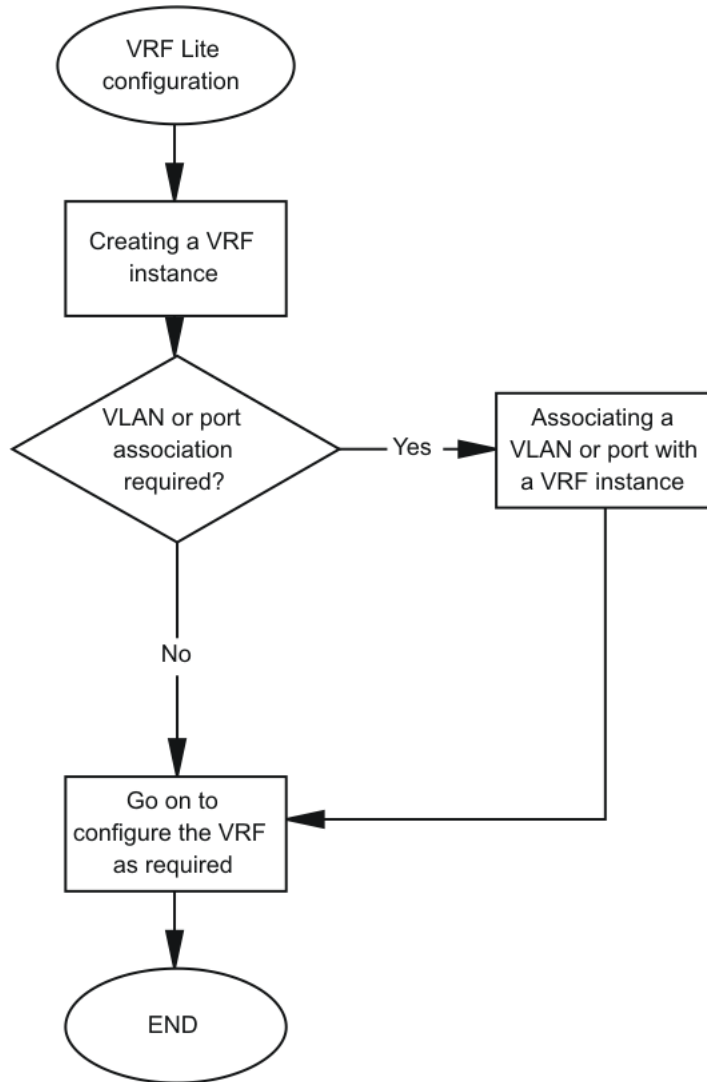 VRF Lite
configuration
Creating a VRF
instance
VLAN or port
association
required?
Yes
Associating a
VLAN or port with
a VRF instance
No
Go on to
configure the VRF
as required
END